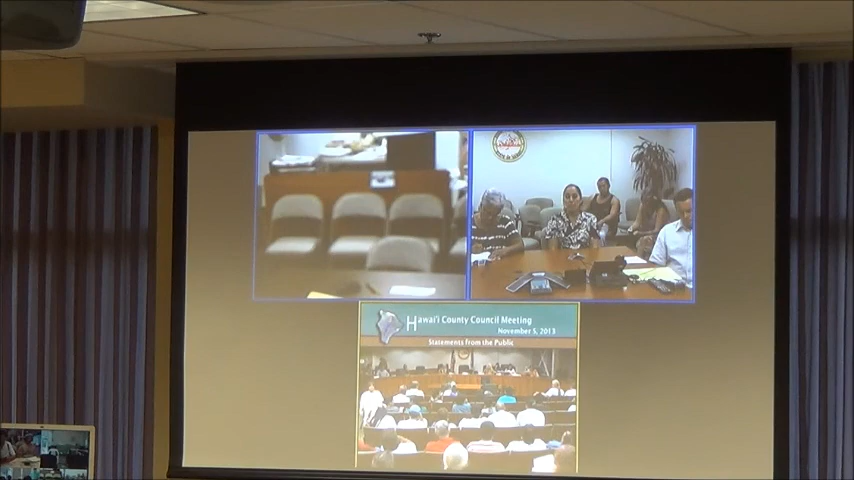 Hawai'i County Council Meeting
November 5, 2013
Statements from the Public